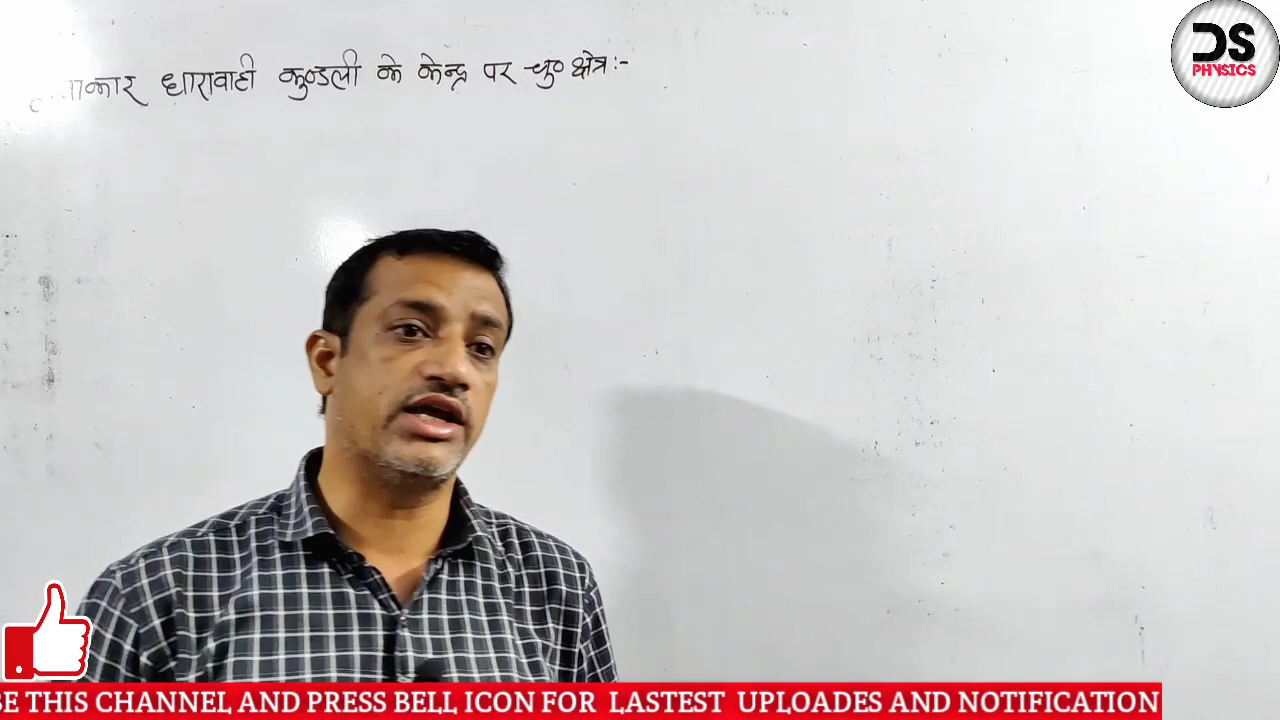 धारावाही कुण्डली के केन्द्र पर चु० क्षेत्र :-
DS
PHYSICS
THIS CHANNEL AND PRESS BELL ICON FOR LASTEST UPLOADES AND NOTIFICATION